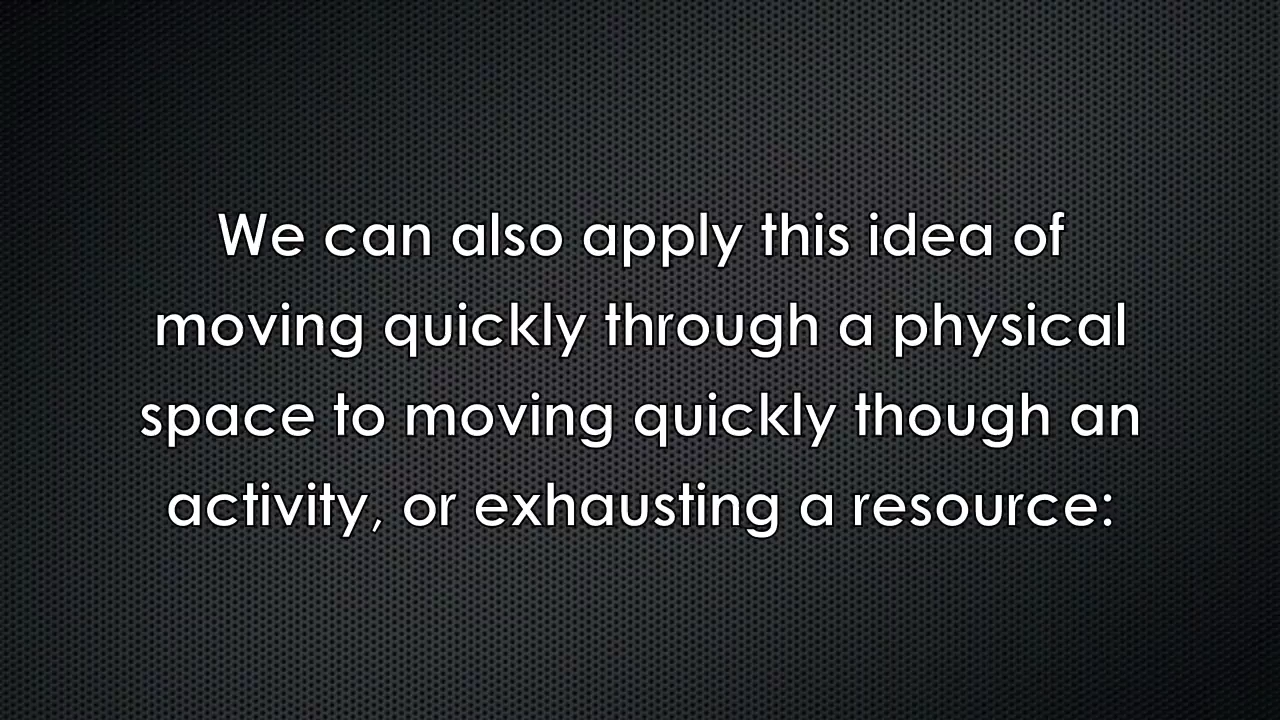 We can also apply this idea of
moving quickly through a physical
space to moving quickly though an
activity, or exhausting a resource: